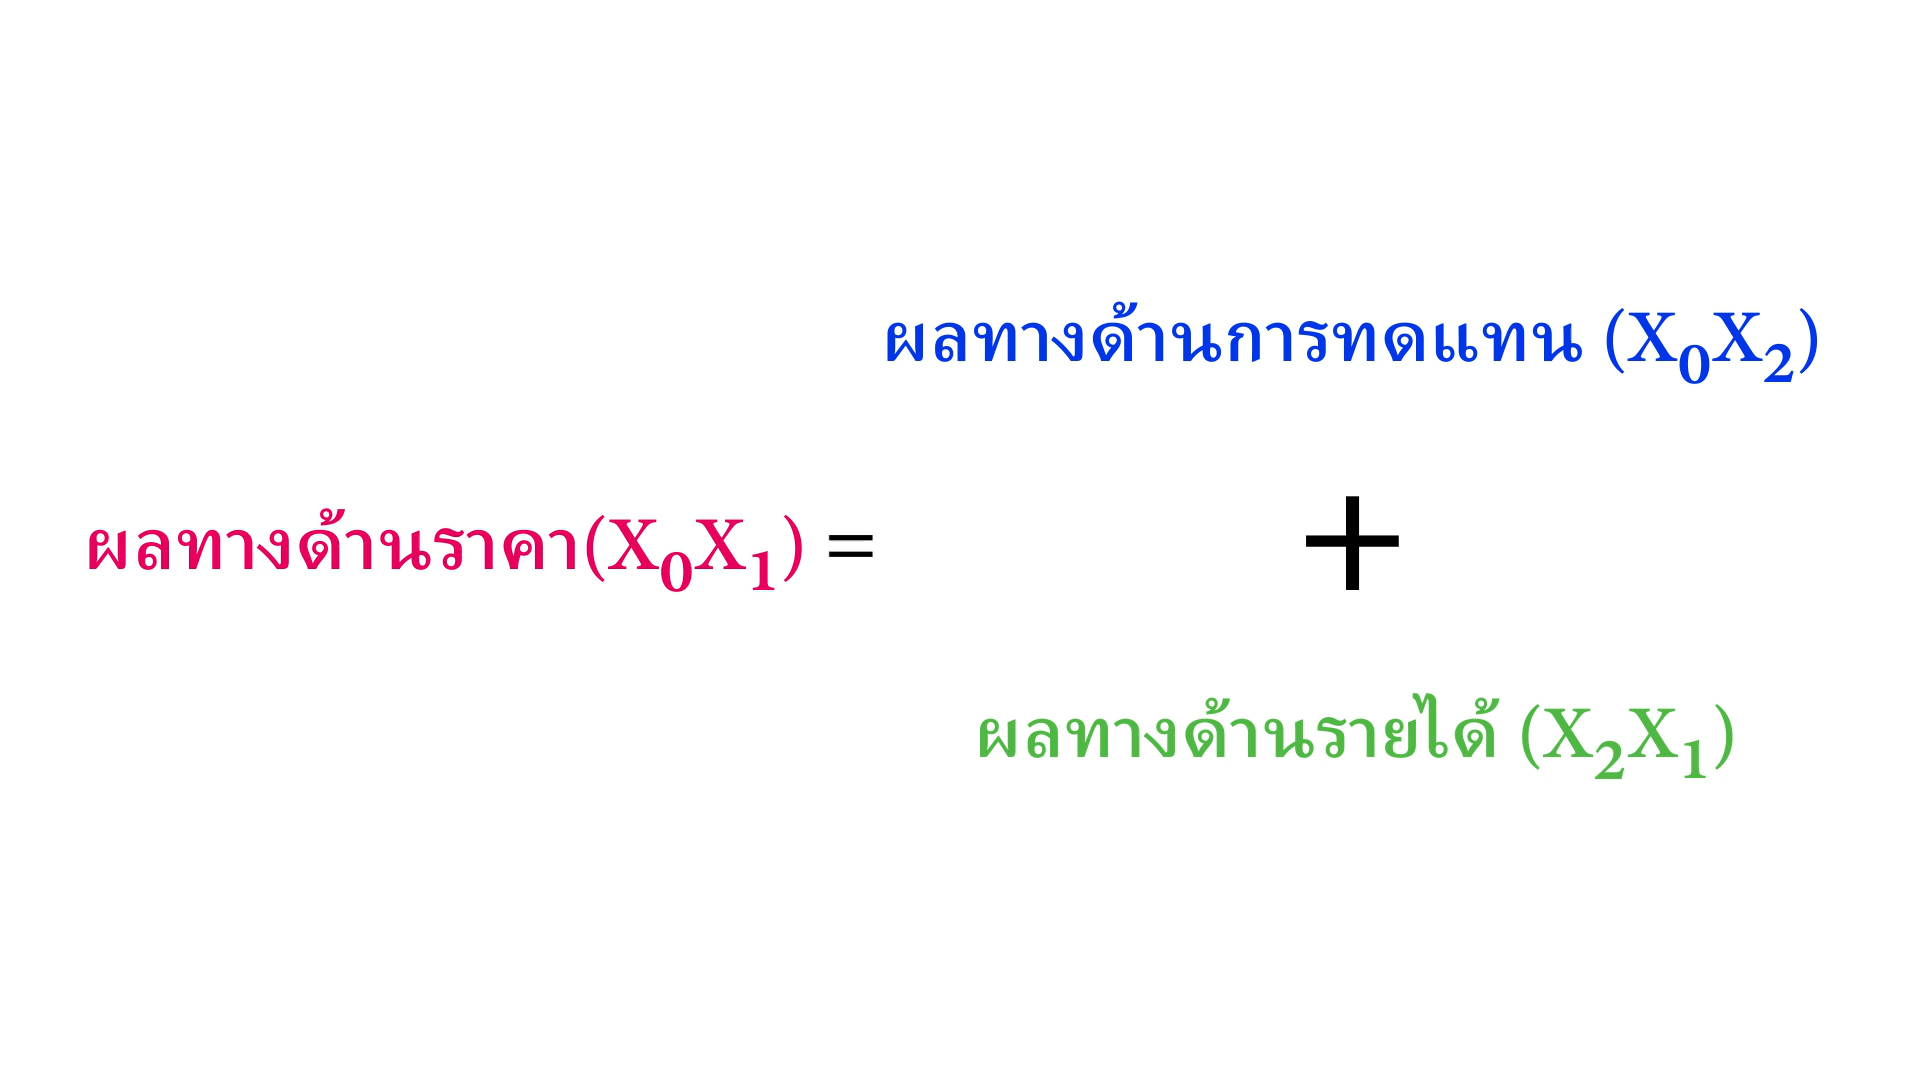 ผลทางด้านการทดแทน (X₀X₂)
ผลทางด้านราคา(X₀X₁) =
+
ผลทางด้านรายได้ (X₂X₁)